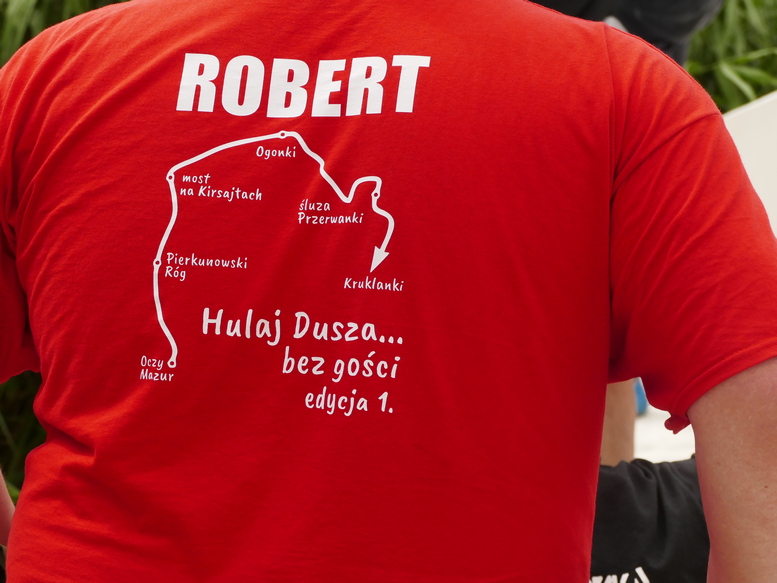 ROBERT
Ogonki
most
na Kirsajtach
śluza
Przerwanki
Pierkunowski
Róg
Kruklanki
Hulaj Dusza...
bez gości
edycja 1.
Oczy
Mazur